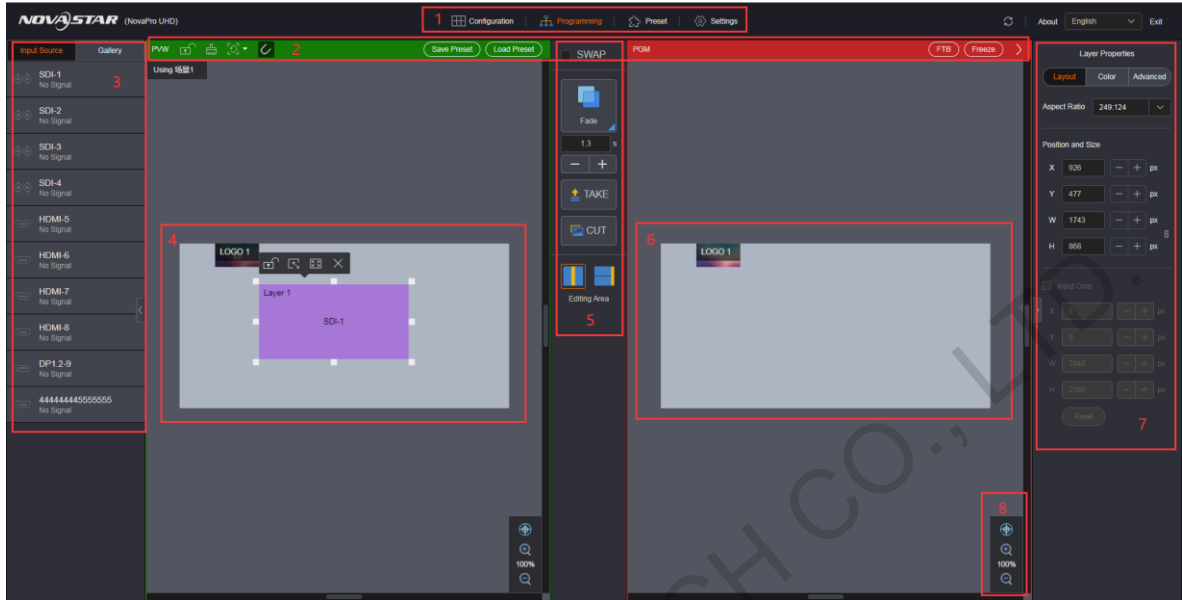 NOVASTAR (NovaPro UHD)
1 Configuration Programming Preset Settings
About English Exit
Input Source Gallery
3
SDI-1
No Signal
SDI-2
No Signal
SDI-3
No Signal
SDI-4
No Signal
HDMI-5
No Signal
HDMI-6
No Signal
HDMI-7
No Signal
HDMI-8
No Signal
DP1.2-9
No Signal
444444445555555
No Signal
PVW 2 Save Preset Load Preset
Using 场景1
4
LOGO 1
Layer 1
SDI-1
100%
SWAP
Fade
1.3 s
TAKE
CUT
Editing Area
5
PGM FTB Freeze
6
LOGO 1
8
100%
Layer Properties
Layout Color Advanced
Aspect Ratio 249:124
Position and Size
X 926 px
Y 477 px
W 1743 px
H 868 px
Input Crop
X 0 px
Y 0 px
W 3840 px
H 2160 px
Reset
7
CH CO., LTD.